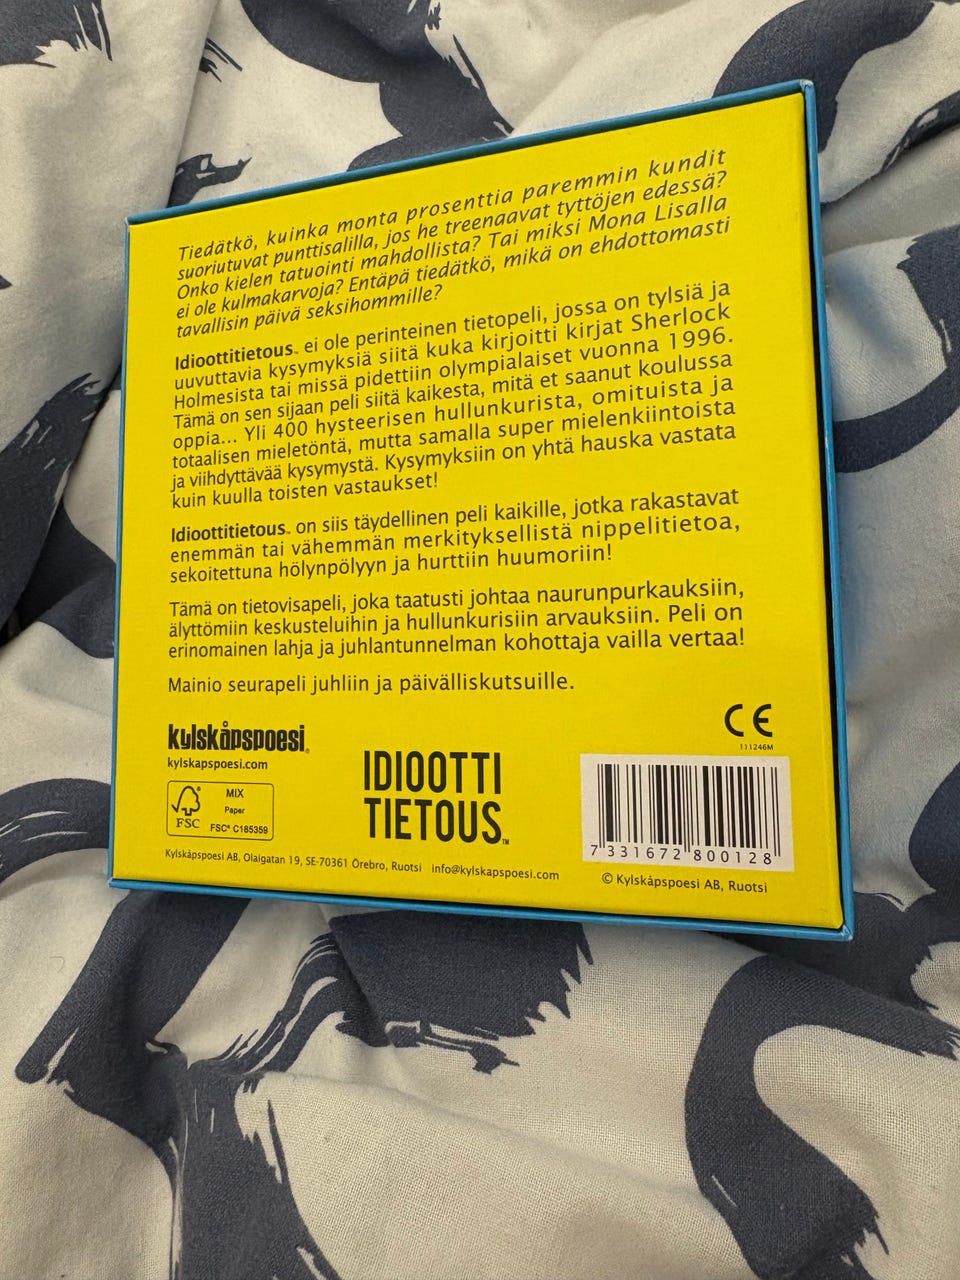 Tiedätkö, kuinka monta prosenttia paremmin kundit
suoriutuvat punttisalilla, jos he treenaavat tyttöjen edessä?
Onko kielen tatuointi mahdollista? Tai miksi Mona Lisalla
ei ole kulmakarvoja? Entäpä tiedätkö, mikä on ehdottomasti
tavallisin päivä seksihommille?
Idioottitietous™ ei ole perinteinen tietopeli, jossa on tylsiä ja
uuvuttavia kysymyksiä siitä kuka kirjoitti kirjat Sherlock
Holmesista tai missä pidettiin olympialaiset vuonna 1996.
Tämä on sen sijaan peli siitä kaikesta, mitä et saanut koulussa
oppia... Yli 400 hysteerisen hullunkurista, omituista ja
totaalisen mieletöntä, mutta samalla super mielenkiintoista
ja viihdyttävää kysymystä. Kysymyksiin on yhtä hauska vastata
kuin kuulla toisten vastaukset!
Idioottitietous™ on siis täydellinen peli kaikille, jotka rakastavat
enemmän tai vähemmän merkityksellistä nippelitietoa,
sekoitettuna hölynpölyyn ja hurttiin huumoriin!
Tämä on tietovisapeli, joka taatusti johtaa naurunpurkauksiin,
älyttömiin keskusteluihin ja hullunkurisiin arvauksiin. Peli on
erinomainen lahja ja juhlantunnelman kohottaja vailla vertaa!
Mainio seurapeli juhliin ja päivälliskutsuille.
kylskåpspoesi®
kylskapspoesi.com
FSC
MIX
Paper
FSC® C185359
IDIOOTTI
TIETOUS™
CE
111246M
7 331672 800128
Kylskåpspoesi AB, Olaigatan 19, SE-70361 Örebro, Ruotsi info@kylskapspoesi.com
© Kylskåpspoesi AB, Ruotsi